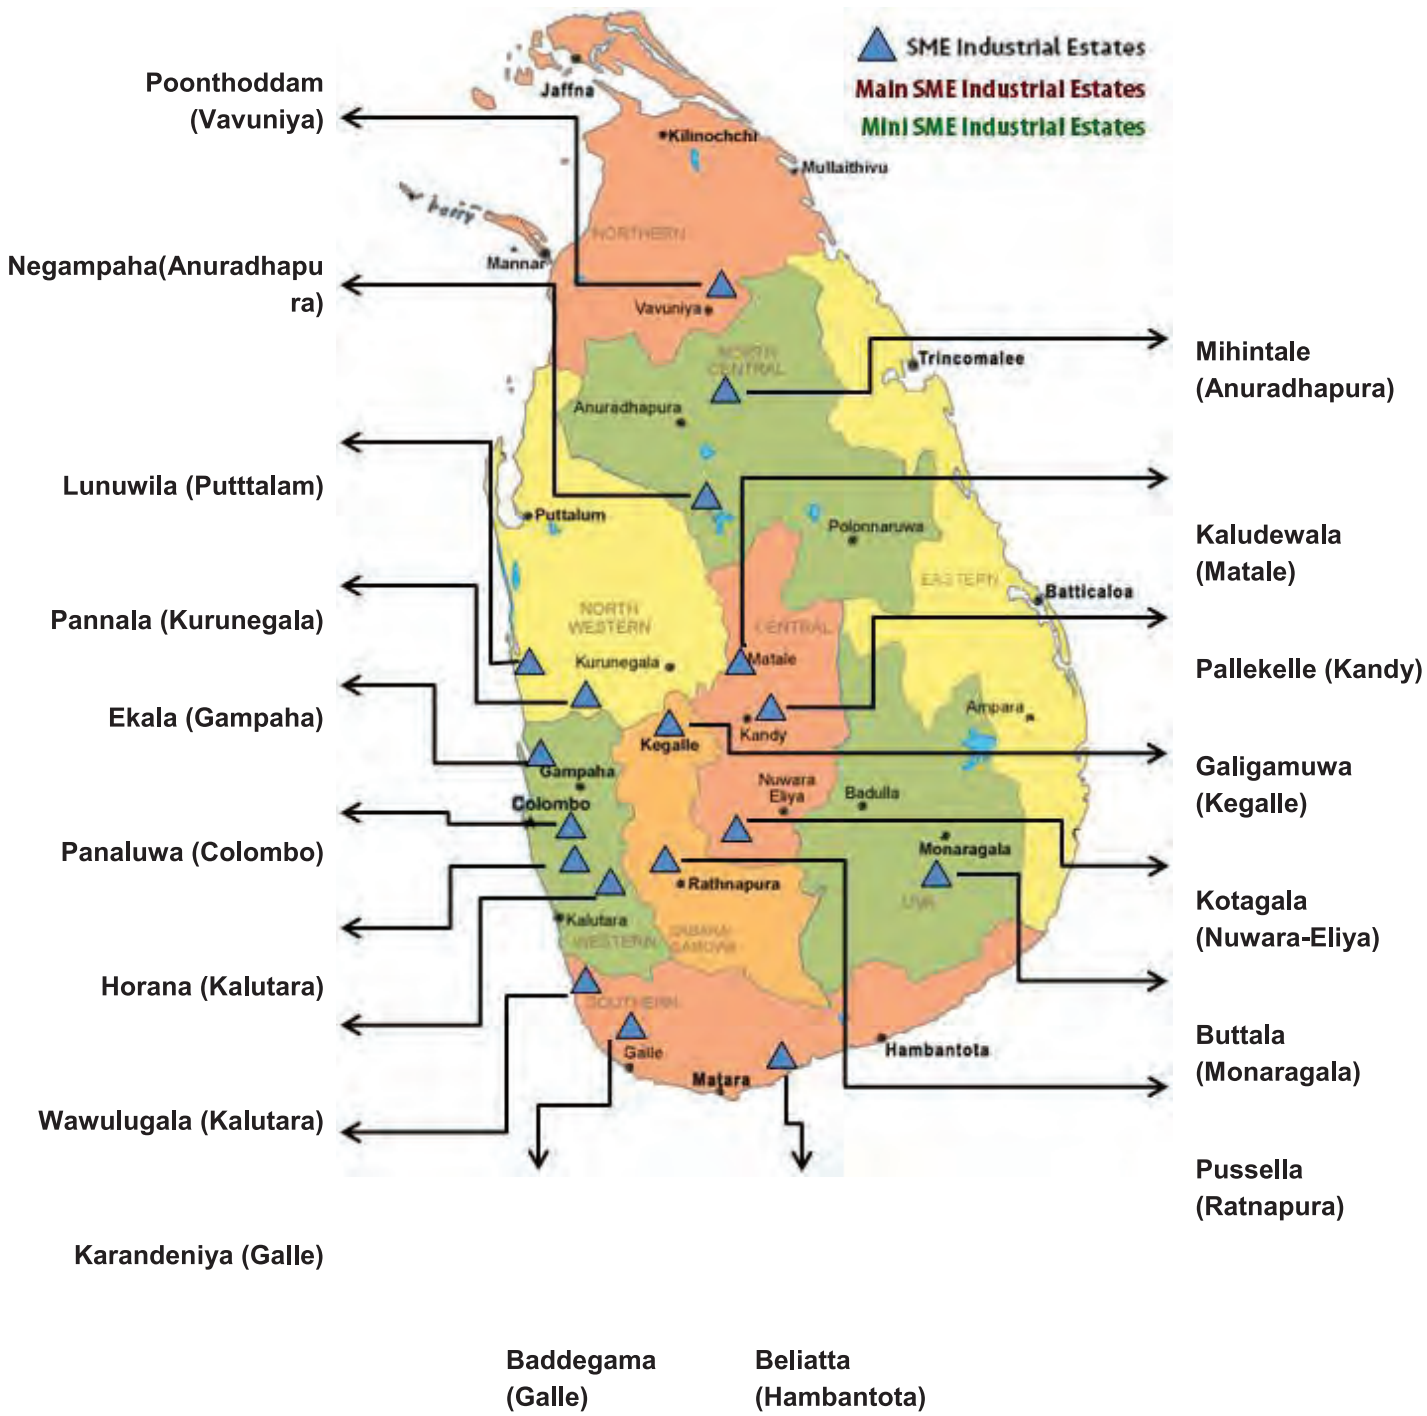 SME Industrial Estates
Main SME Industrial Estates
Mini SME Industrial Estates
Poonthoddam
(Vavuniya)
Negampaha(Anuradhapu
ra)
Lunuwila (Putttalam)
Pannala (Kurunegala)
Ekala (Gampaha)
Panaluwa (Colombo)
Horana (Kalutara)
Wawulugala (Kalutara)
Karandeniya (Galle)
Baddegama
(Galle)
Beliatta
(Hambantota)
Mihintale
(Anuradhapura)
Kaludewala
(Matale)
Pallekelle (Kandy)
Galigamuwa
(Kegalle)
Kotagala
(Nuwara-Eliya)
Buttala
(Monaragala)
Pussella
(Ratnapura)
Jaffna
Kilinochchi
Mullaithivu
Ferry
NORTHERN
Mannar
Vavuniya
NORTH
CENTRAL
Trincomalee
Anuradhapura
Puttalum
Polonnaruwa
EASTERN
Batticaloa
NORTH
WESTERN
CENTRAL
Kurunegala
Matale
Ampara
Kandy
Kegalle
Gampaha
Nuwara
Eliya
Badulla
Colombo
Monaragala
Rathnapura
UVA
Kalutara
WESTERN
SABARA
GAMUWA
SOUTHERN
Galle
Hambantota
Matara